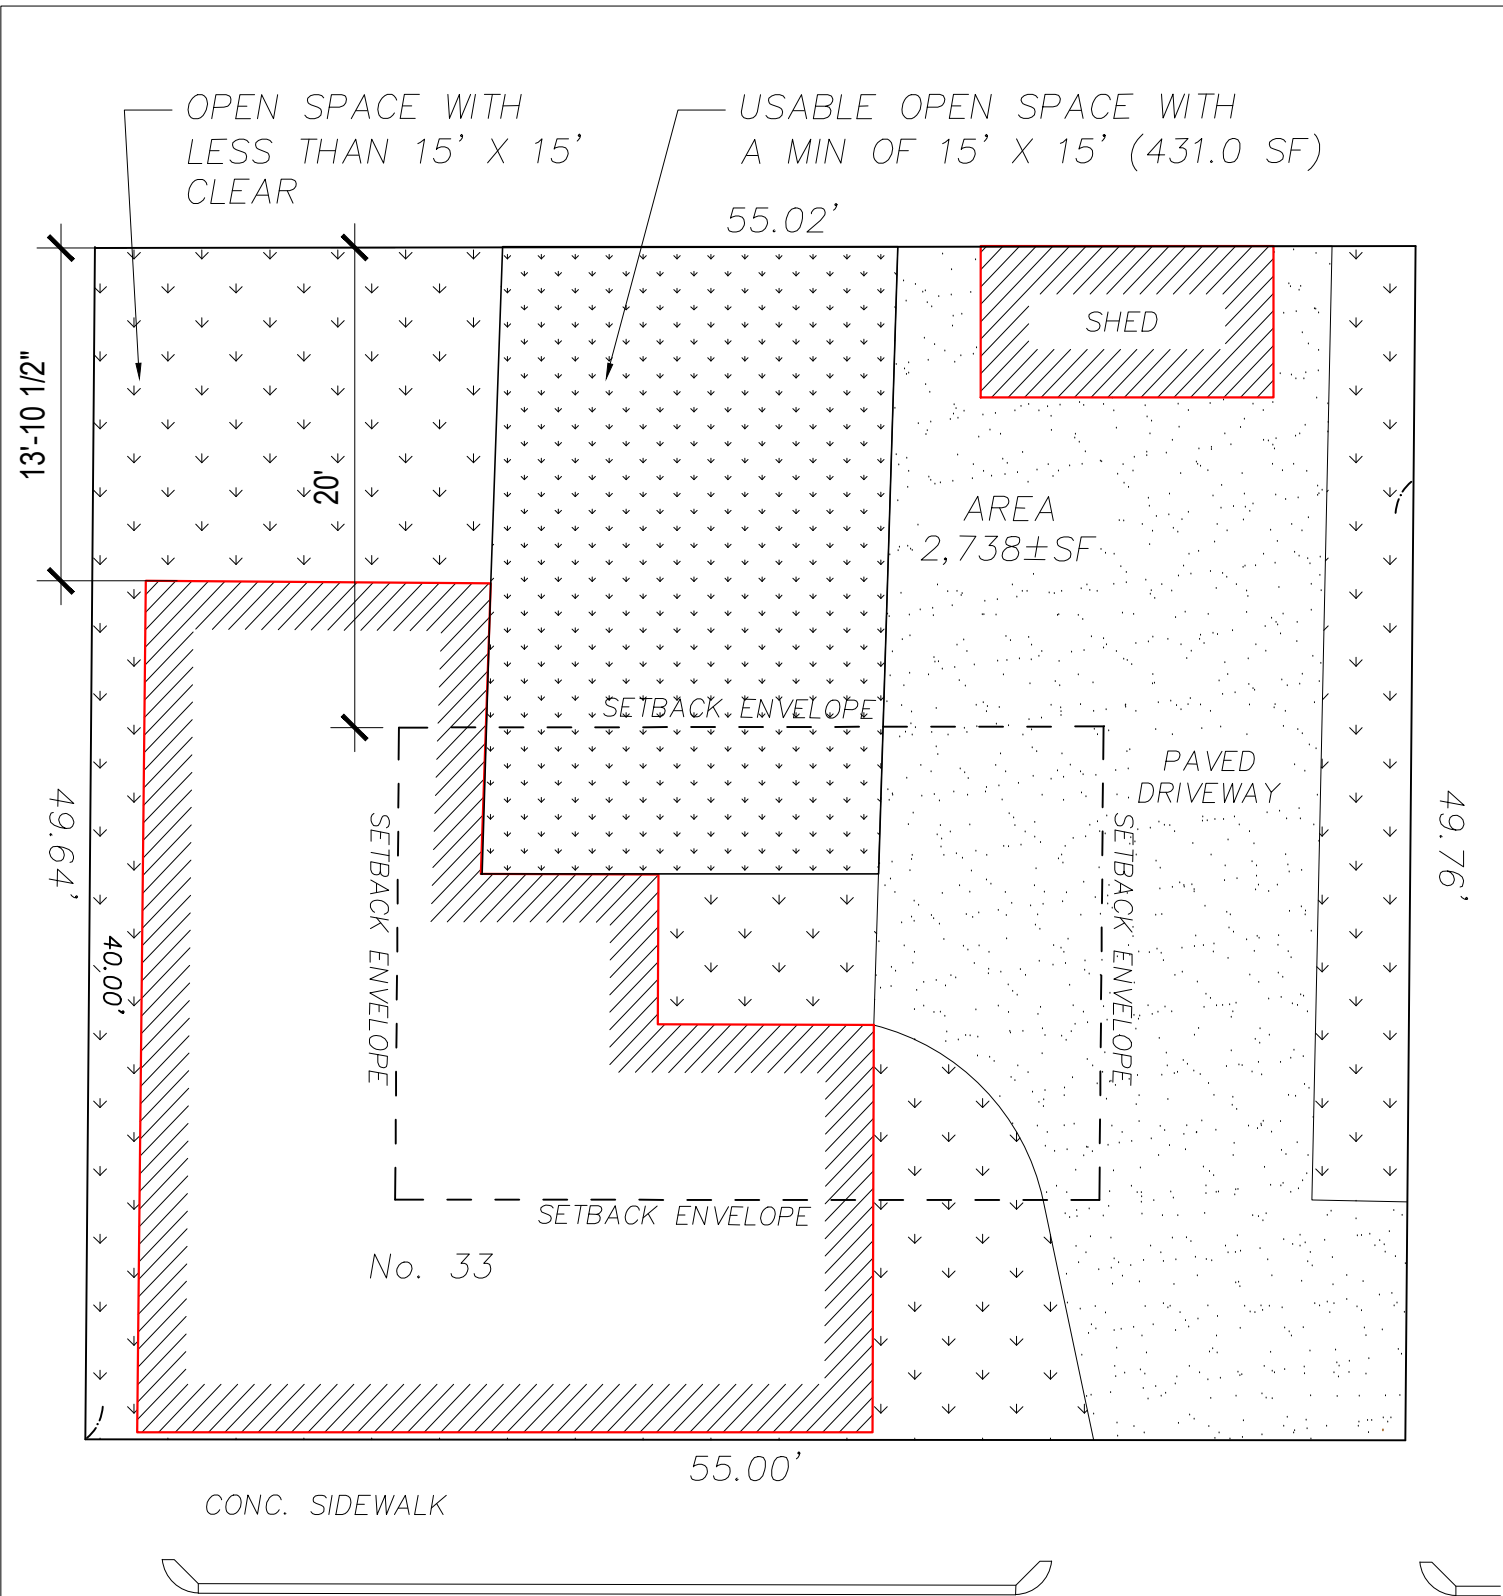 OPEN SPACE WITH
LESS THAN 15' X 15'
CLEAR
USABLE OPEN SPACE WITH
A MIN OF 15' X 15' (431.0 SF)
55.02'
13'-10 1/2"
20'
SHED
AREA
2,738±SF
SETBACK ENVELOPE
PAVED
DRIVEWAY
49.64'
40.00'
SETBACK ENVELOPE
SETBACK ENVELOPE
49.76'
SETBACK ENVELOPE
No. 33
55.00'
CONC. SIDEWALK